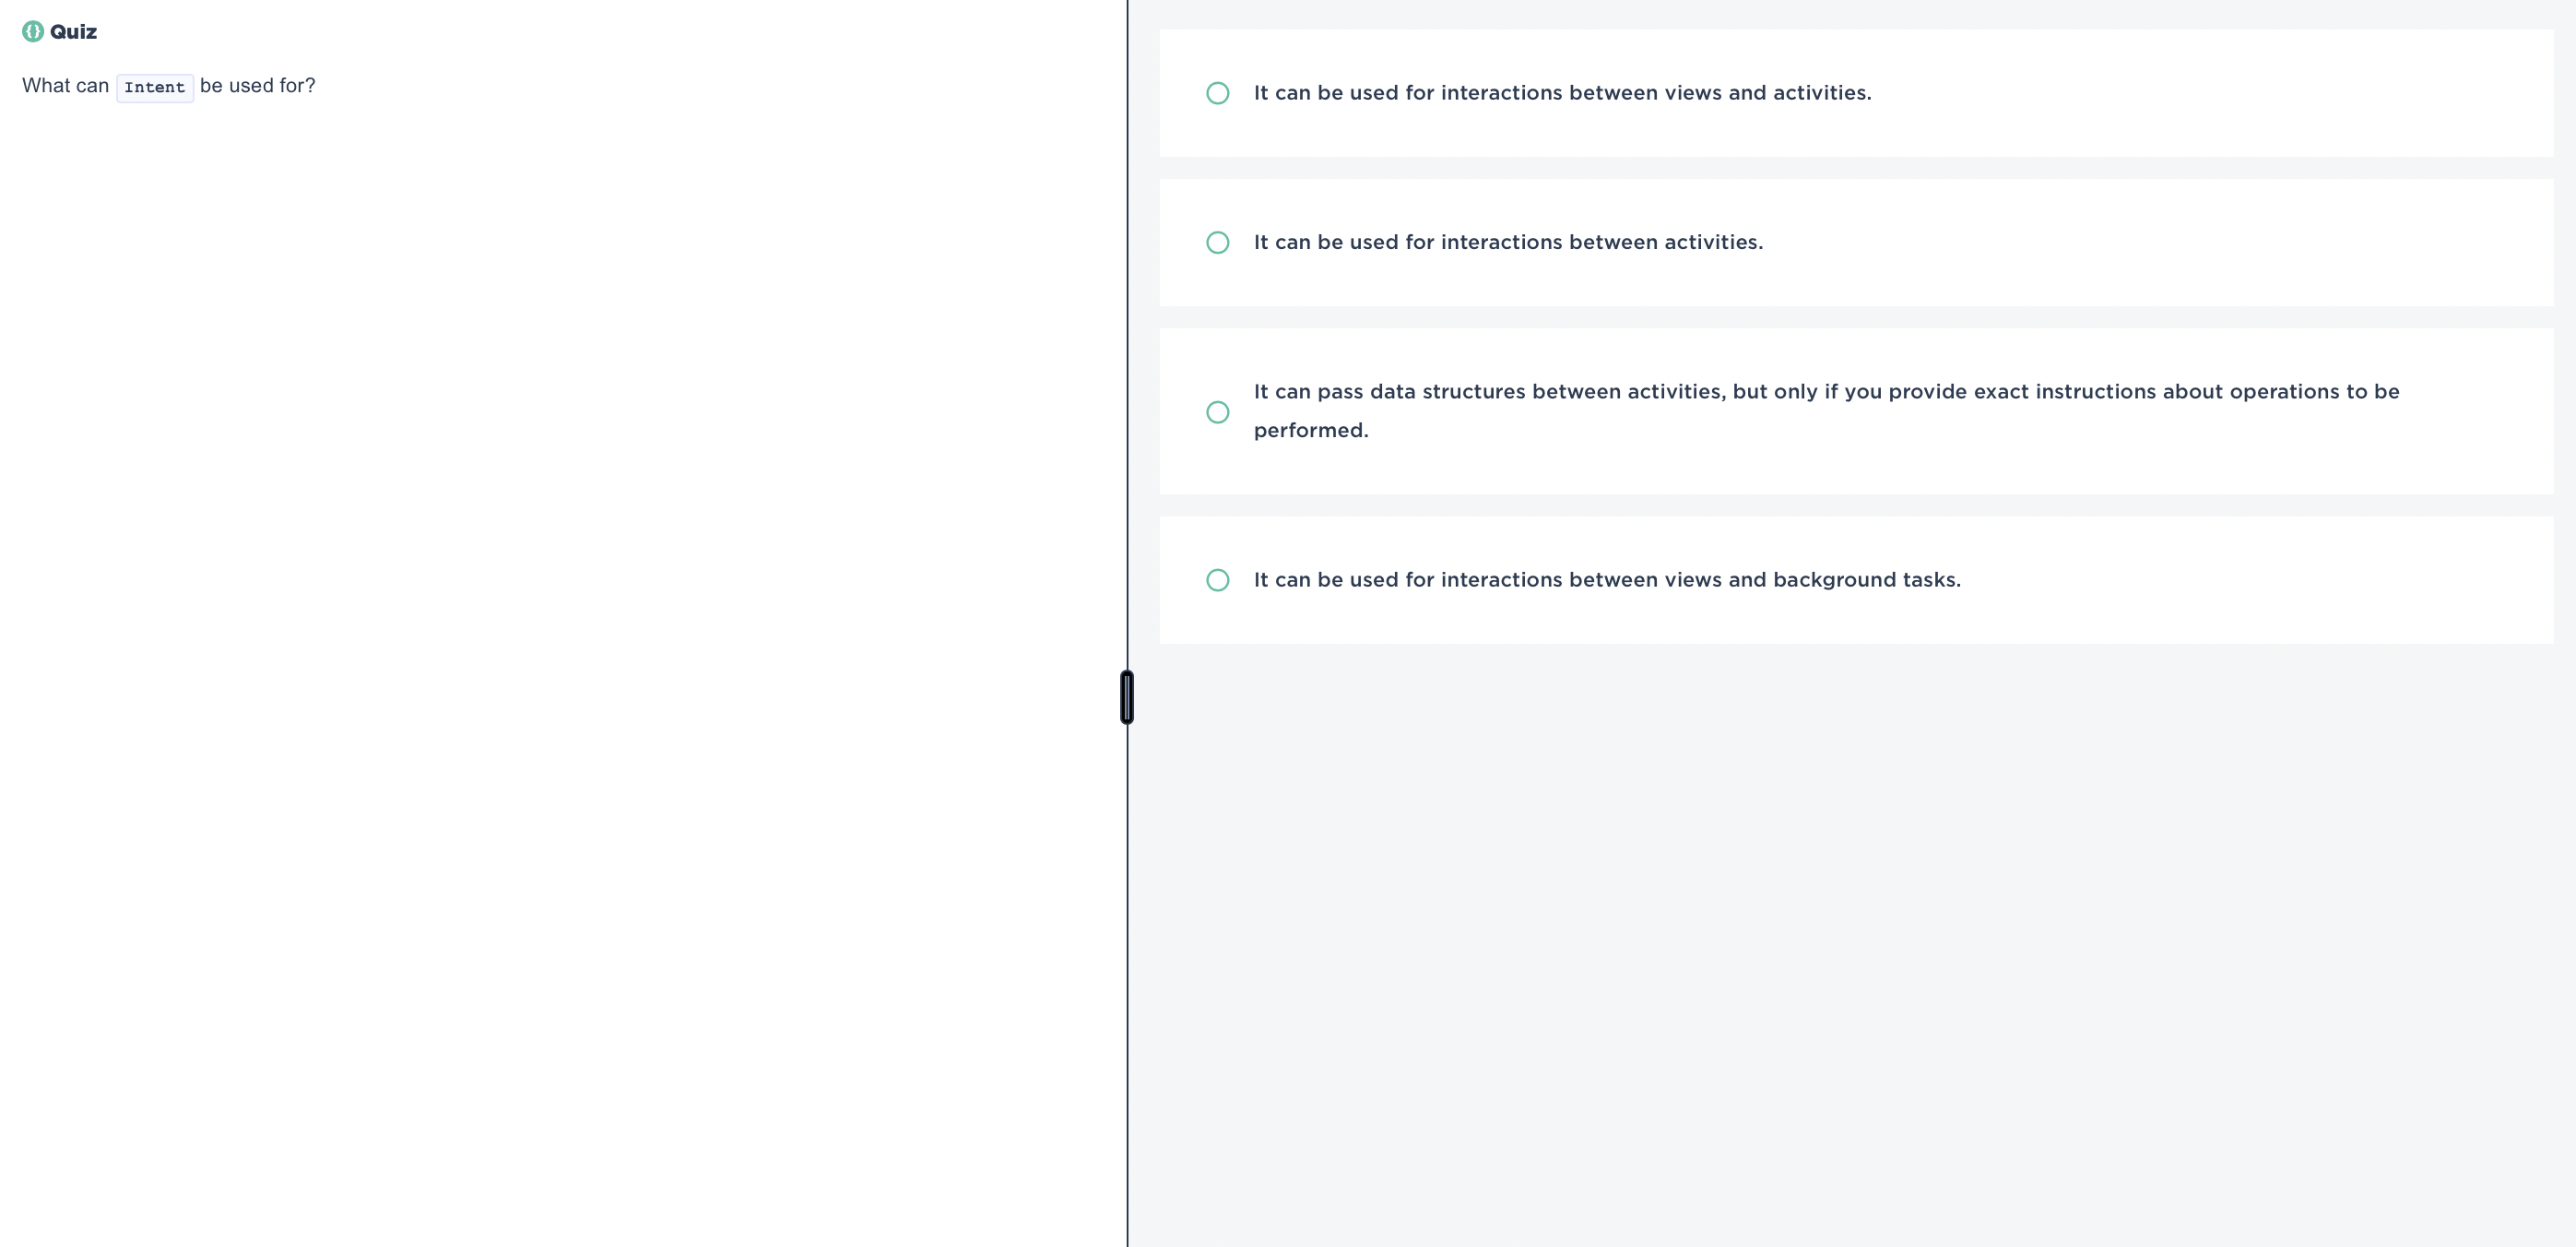 Quiz
What can Intent be used for?
It can be used for interactions between views and activities.
It can be used for interactions between activities.
It can pass data structures between activities, but only if you provide exact instructions about operations to be
performed.
It can be used for interactions between views and background tasks.